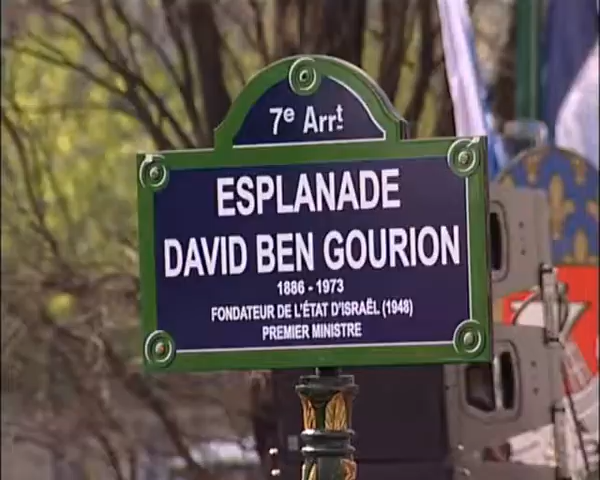 7e Arrt
ESPLANADE
DAVID BEN GOURION
1886 - 1973
FONDATEUR DE L'ÉTAT D'ISRAËL (1948)
PREMIER MINISTRE